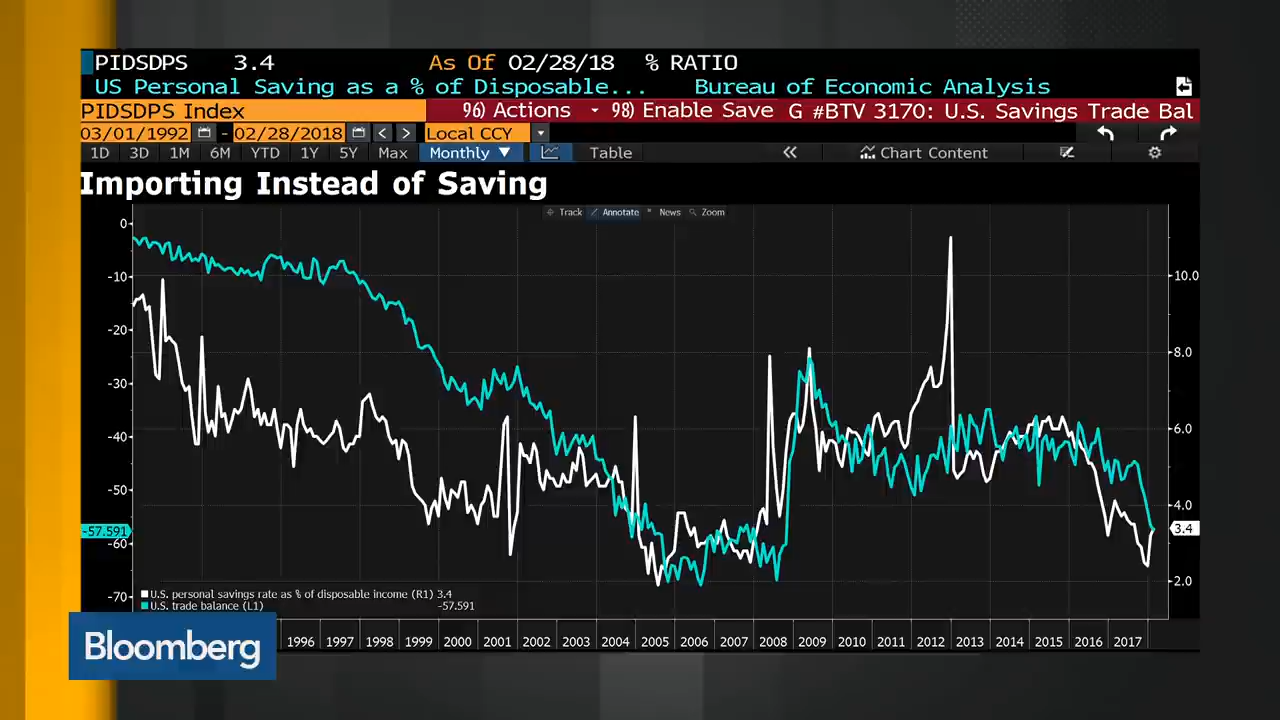 PIDSDPS 3.4 As Of 02/28/18 % RATIO
US Personal Saving as a % of Disposable... Bureau of Economic Analysis
PIDSDPS Index 96) Actions 98) Enable Save G #BTV 3170: U.S. Savings Trade Bal
03/01/1992 - 02/28/2018 < > Local CCY
1D 3D 1M 6M YTD 1Y 5Y Max Monthly ▼ Table « Chart Content
Importing Instead of Saving
Track Annotate News Zoom
0
-10 10.0
-20
8.0
-30
-40 6.0
-50
4.0
-57.591 3.4
-60
2.0
-70
U.S. personal savings rate as % of disposable income (R1) 3.4
U.S. trade balance (L1) -57.591
1996 1997 1998 1999 2000 2001 2002 2003 2004 2005 2006 2007 2008 2009 2010 2011 2012 2013 2014 2015 2016 2017
Bloomberg